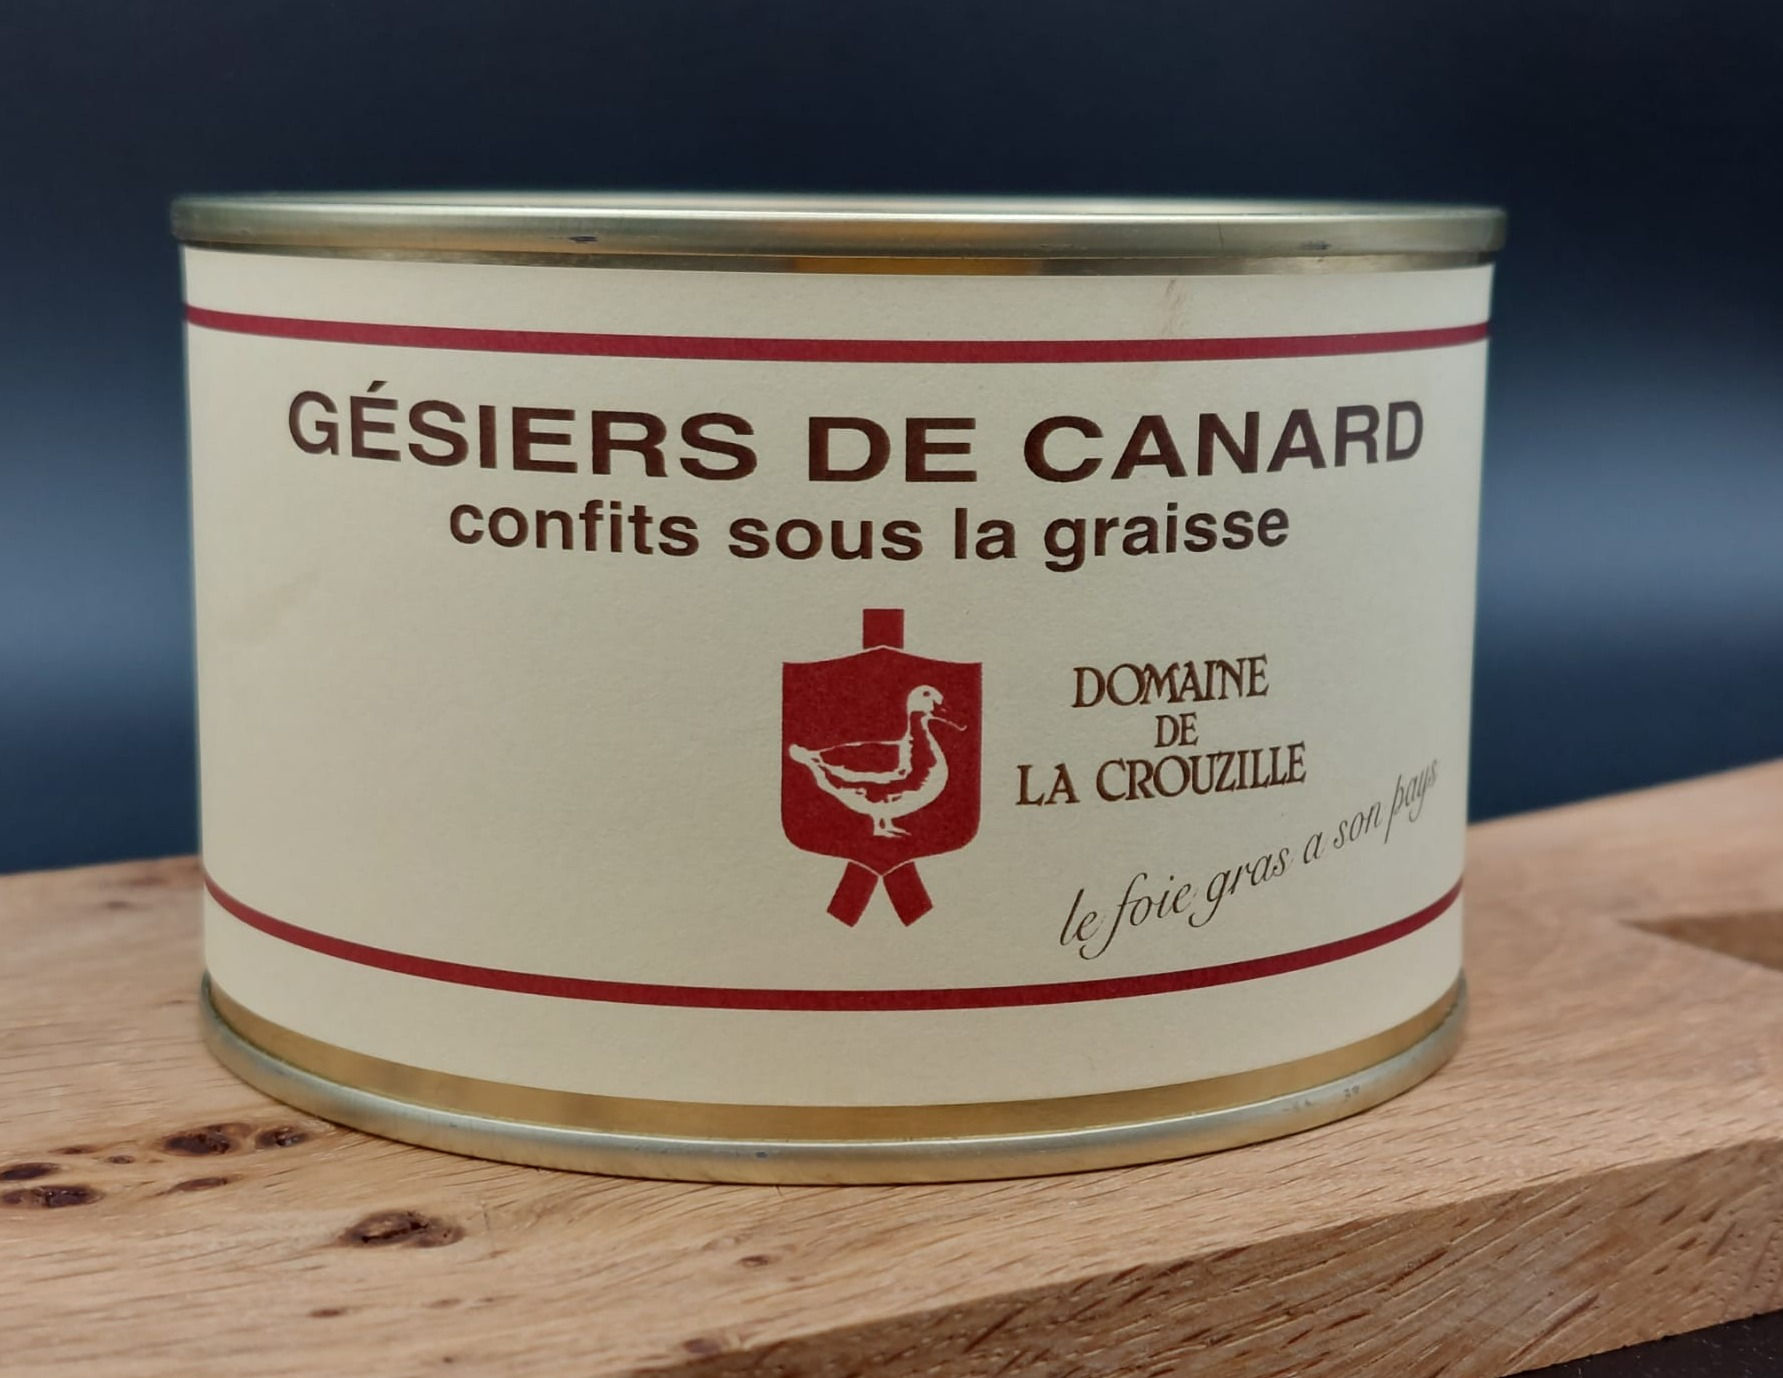 GÉSIERS DE CANARD
confits sous la graisse
DOMAINE
DE
LA CROUZILLE
le foie gras a son pays